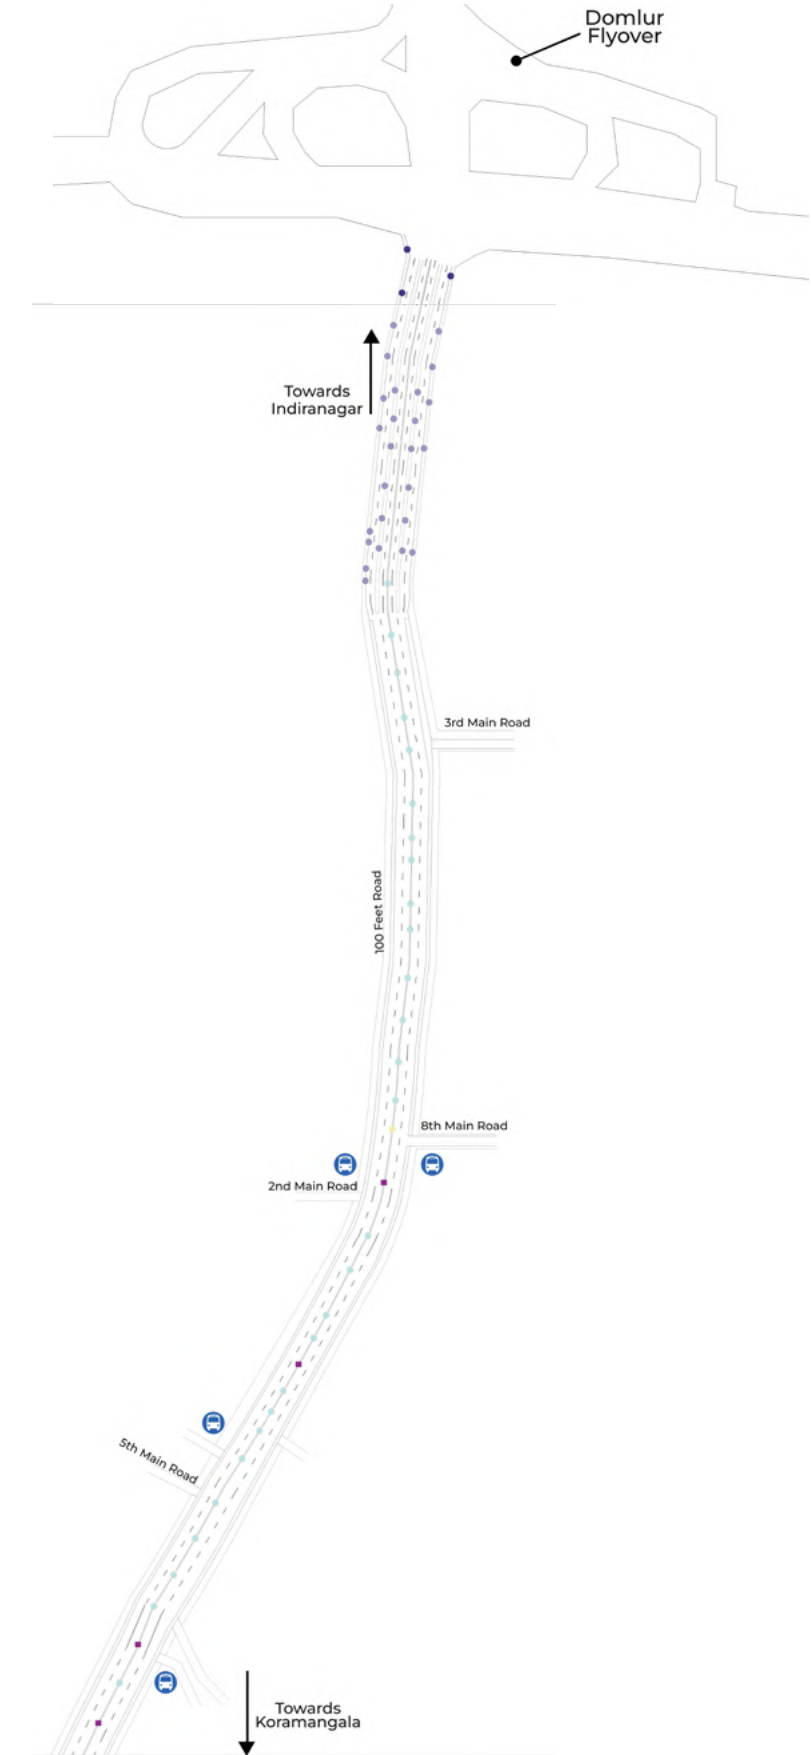 Domlur
Flyover
Towards
Indiranagar
3rd Main Road
100 Feet Road
8th Main Road
2nd Main Road
5th Main Road
Towards
Koramangala